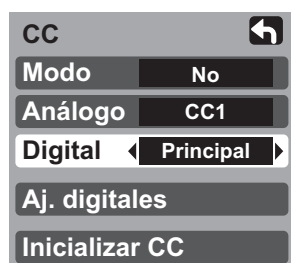 CC
Modo No
Análogo CC1
Digital Principal
Aj. digitales
Inicializar CC